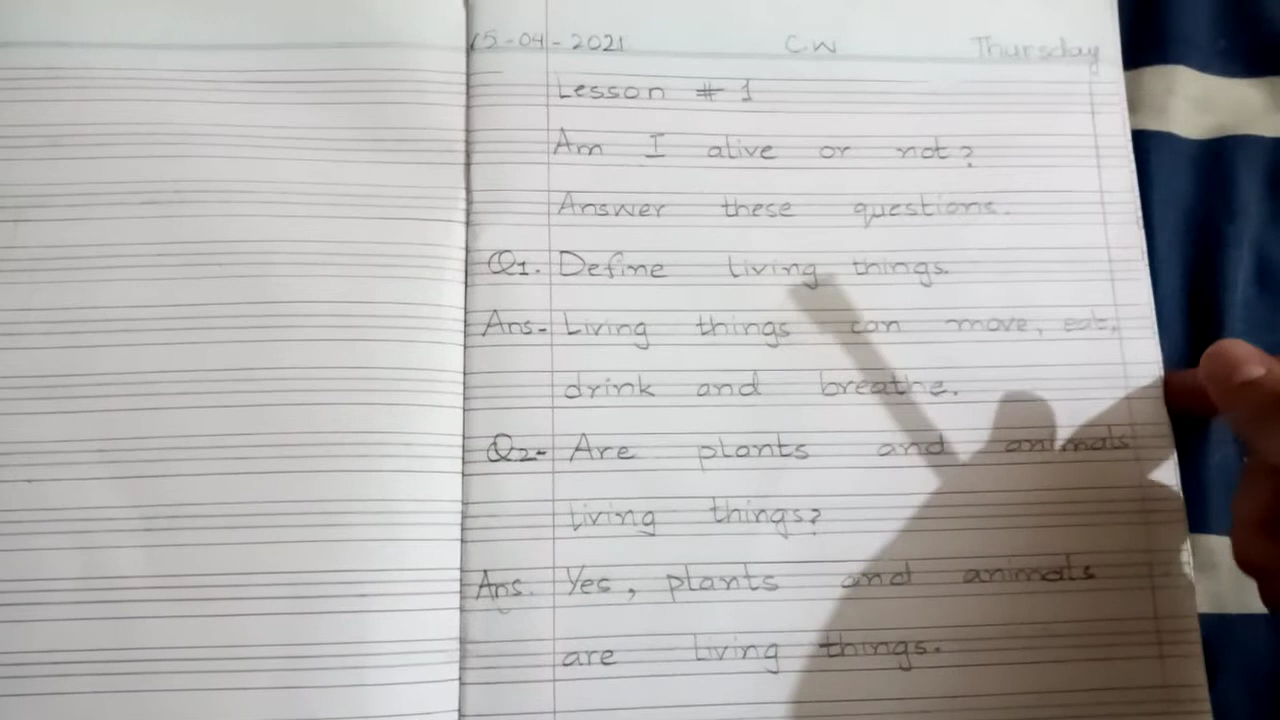 15-04-2021 C.W Thursday
Lesson # 1
Am I alive or not?
Answer these questions.
Q1. Define living things.
Ans- Living things can move, eat,
drink and breathe.
Q2- Are plants and animals
living things?
Ans. Yes, plants and animals
are living things.